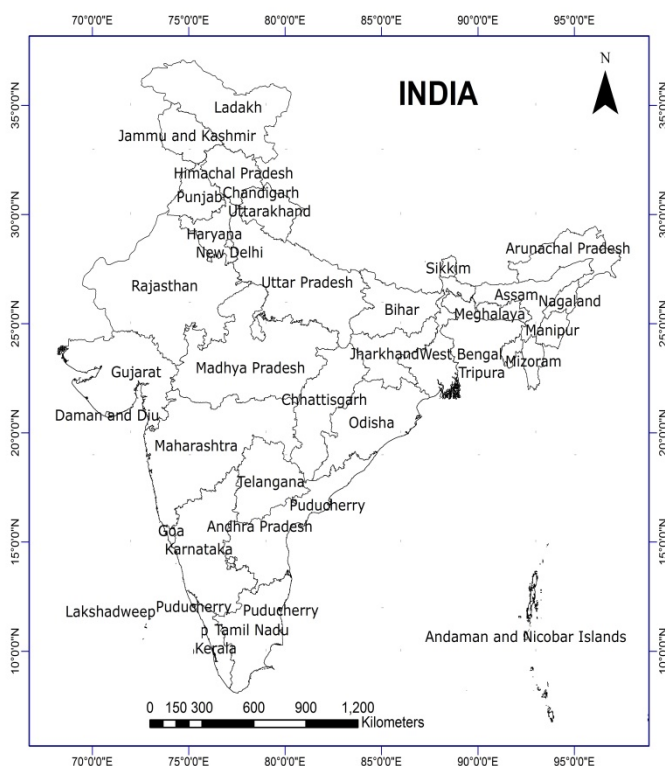 70°0'0"E 75°0'0"E 80°0'0"E 85°0'0"E 90°0'0"E 95°0'0"E
INDIA
N
35°0'0"N 35°0'0"N
Ladakh
Jammu and Kashmir
Himachal Pradesh
Punjab Chandigarh
Uttarakhand
30°0'0"N 30°0'0"N
Haryana
New Delhi
Arunachal Pradesh
Rajasthan
Uttar Pradesh
Sikkim
Bihar
Assam
Nagaland
Meghalaya
25°0'0"N 25°0'0"N
Manipur
Jharkhand West Bengal
Mizoram
Tripura
Madhya Pradesh
Gujarat
Chhattisgarh
Daman and Diu
Odisha
20°0'0"N 20°0'0"N
Maharashtra
Telangana
Puducherry
Andhra Pradesh
Goa
15°0'0"N 15°0'0"N
Karnataka
Lakshadweep Puducherry Puducherry
p Tamil Nadu
Andaman and Nicobar Islands
Kerala
10°0'0"N 10°0'0"N
0 150 300 600 900 1,200
Kilometers
70°0'0"E 75°0'0"E 80°0'0"E 85°0'0"E 90°0'0"E 95°0'0"E